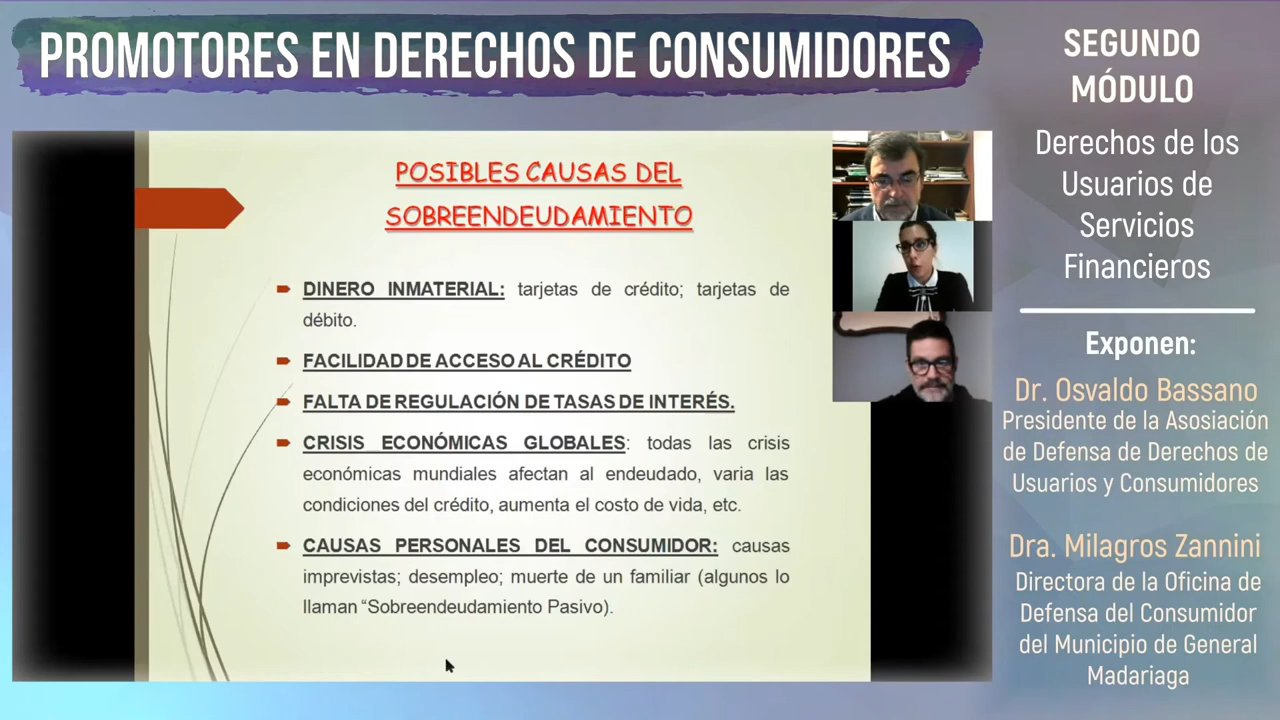 PROMOTORES EN DERECHOS DE CONSUMIDORES
POSIBLES CAUSAS DEL
SOBREENDEUDAMIENTO
DINERO INMATERIAL: tarjetas de crédito; tarjetas de
débito.
FACILIDAD DE ACCESO AL CRÉDITO
FALTA DE REGULACIÓN DE TASAS DE INTERÉS.
CRISIS ECONÓMICAS GLOBALES: todas las crisis
económicas mundiales afectan al endeudado, varia las
condiciones del crédito, aumenta el costo de vida, etc.
CAUSAS PERSONALES DEL CONSUMIDOR: causas
imprevistas; desempleo; muerte de un familiar (algunos lo
llaman “Sobreendeudamiento Pasivo).
SEGUNDO
MÓDULO
Derechos de los
Usuarios de
Servicios
Financieros
Exponen:
Dr. Osvaldo Bassano
Presidente de la Asosiación
de Defensa de Derechos de
Usuarios y Consumidores
Dra. Milagros Zannini
Directora de la Oficina de
Defensa del Consumidor
del Municipio de General
Madariaga